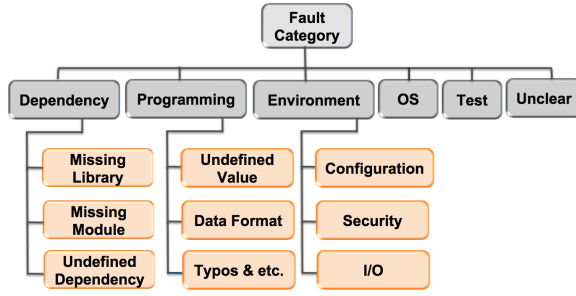 Fault
Category
Dependency
Programming
Environment
OS
Test
Unclear
Missing
Library
Undefined
Value
Configuration
Missing
Module
Data Format
Security
Undefined
Dependency
Typos & etc.
I/O